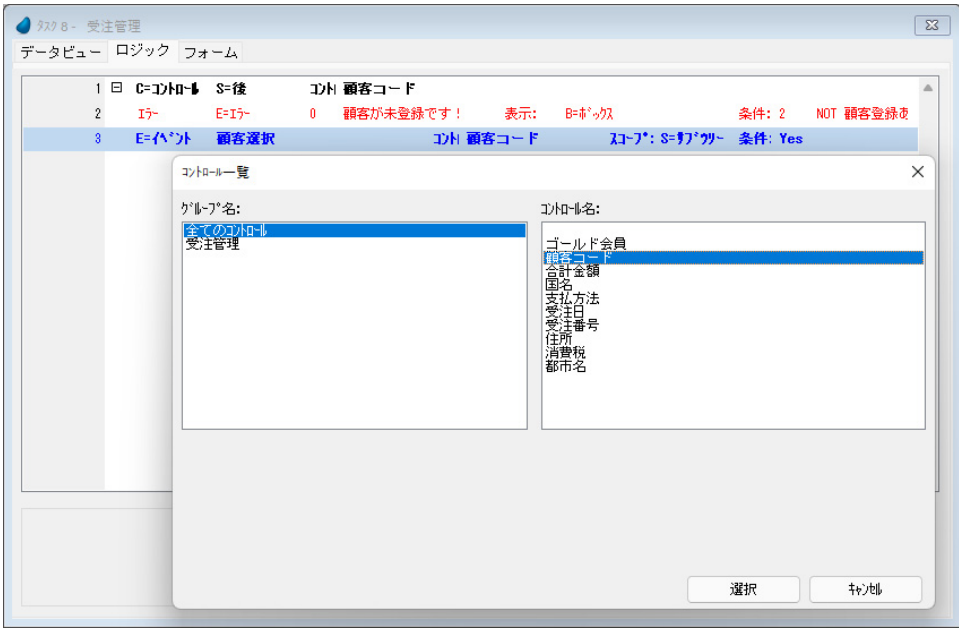 ﾀｽｸ 8 - 受注管理
データビュー ロジック フォーム
1 C=ｺﾝﾄﾛｰﾙ S=後 ｺﾝﾄﾛ 顧客コード
2 ｴﾗｰ E=ｴﾗｰ 0 顧客が未登録です！ 表示: B=ﾎﾞｯｸｽ 条件: 2 NOT 顧客登録あ
3 E=ｲﾍﾞﾝﾄ 顧客選択 ｺﾝﾄﾛ 顧客コード ｽｺｰﾌﾟ: S=ｻﾌﾞﾂﾘｰ 条件: Yes
ｺﾝﾄﾛｰﾙ一覧
ｸﾞﾙｰﾌﾟ名:
全てのｺﾝﾄﾛｰﾙ
受注管理
ｺﾝﾄﾛｰﾙ名:
ゴールド会員
顧客コード
合計金額
国名
支払方法
受注日
受注番号
住所
消費税
都市名
選択 ｷｬﾝｾﾙ